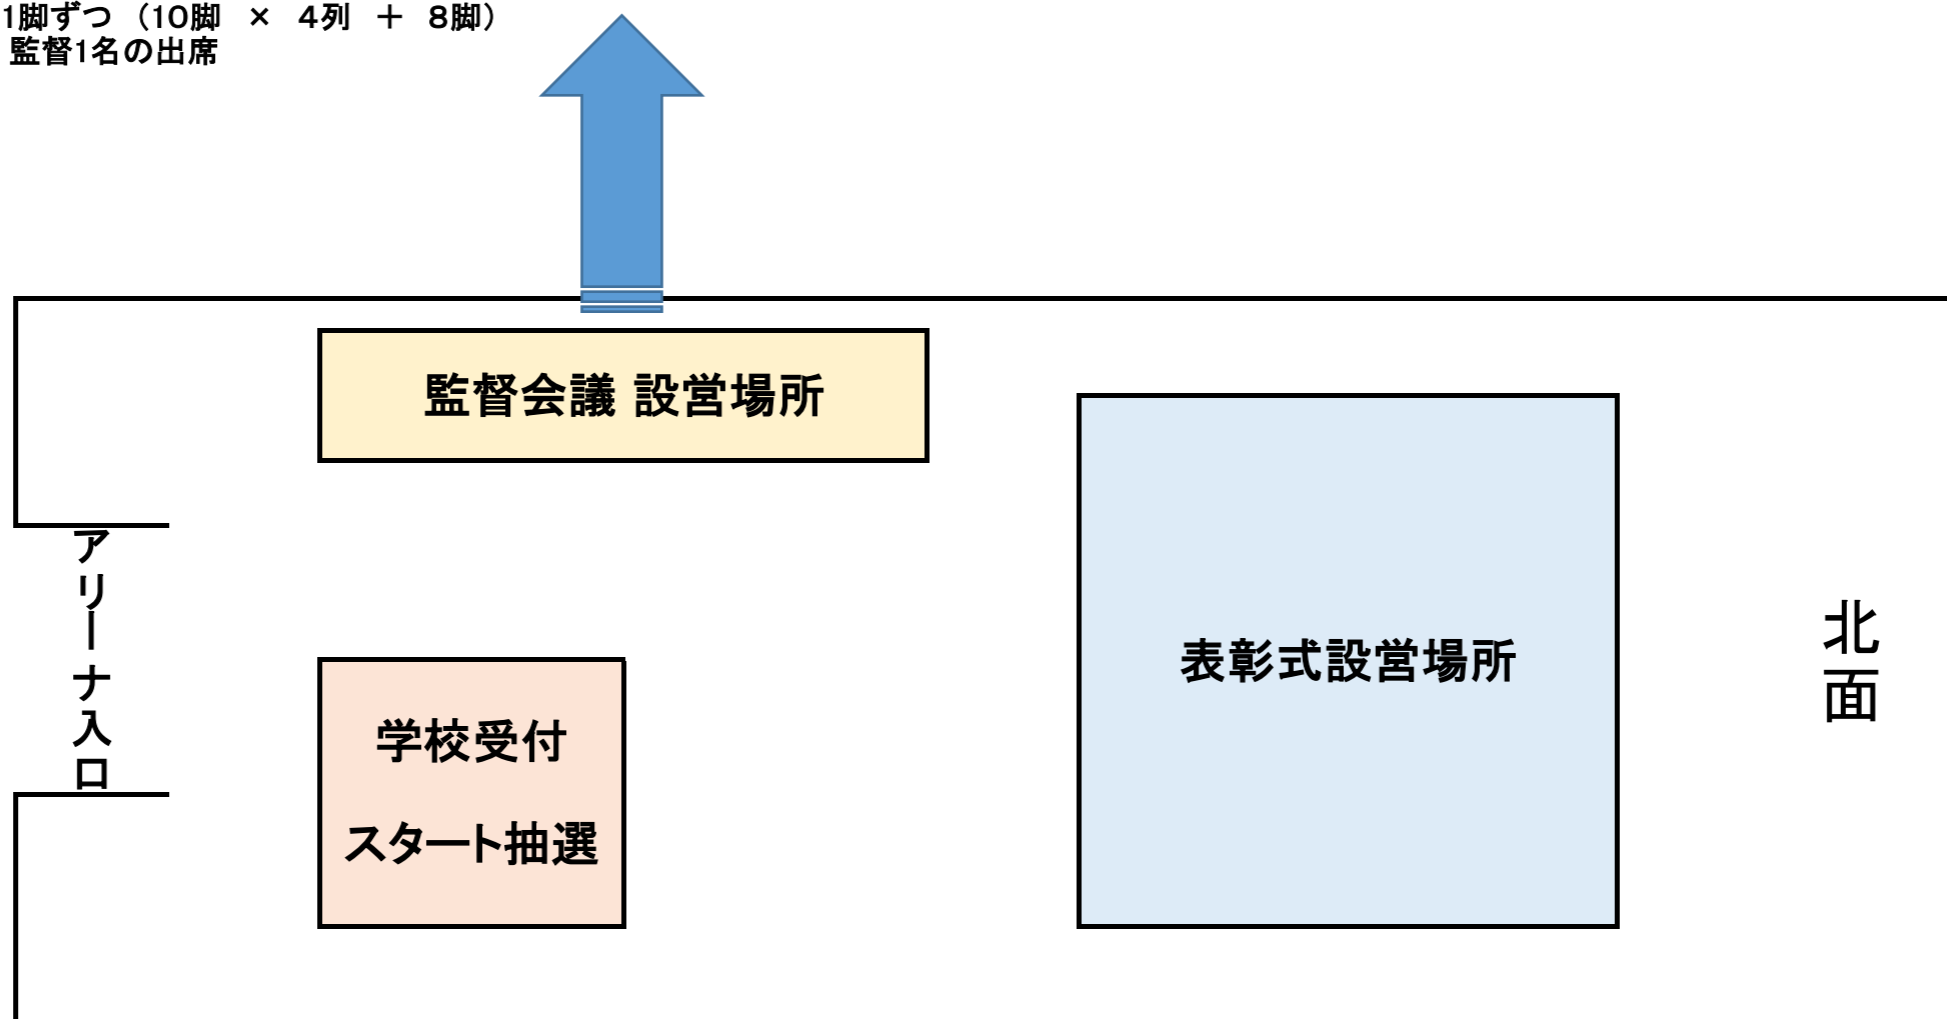 1脚ずつ （10脚 × 4列 ＋ 8脚）
監督1名の出席
監督会議 設営場所
アリーナ入口
表彰式設営場所
北面
学校受付
スタート抽選